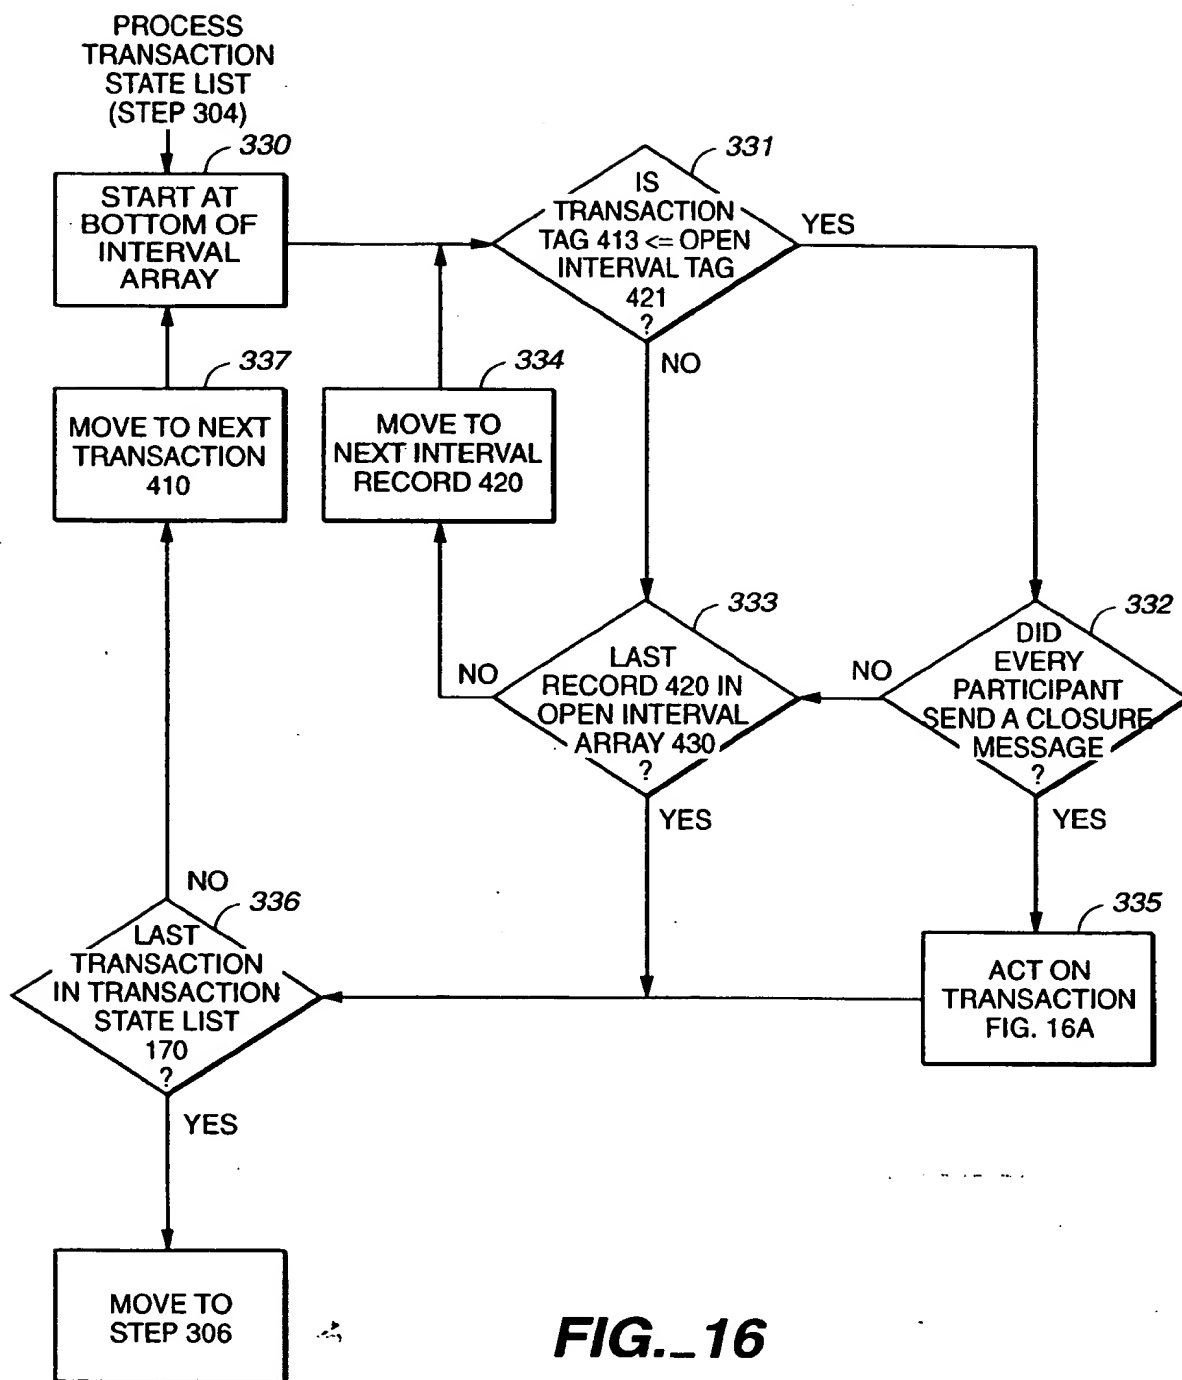 PROCESS
TRANSACTION
STATE LIST
(STEP 304)
330
START AT
BOTTOM OF
INTERVAL
ARRAY
331
IS
TRANSACTION
TAG 413 <= OPEN
INTERVAL TAG
421
?
YES
NO
337
MOVE TO NEXT
TRANSACTION
410
334
MOVE TO
NEXT INTERVAL
RECORD 420
333
LAST
RECORD 420 IN
OPEN INTERVAL
ARRAY 430
?
NO
YES
332
DID
EVERY
PARTICIPANT
SEND A CLOSURE
MESSAGE
?
NO
YES
335
ACT ON
TRANSACTION
FIG. 16A
NO
336
LAST
TRANSACTION
IN TRANSACTION
STATE LIST
170
?
YES
MOVE TO
STEP 306
FIG._16